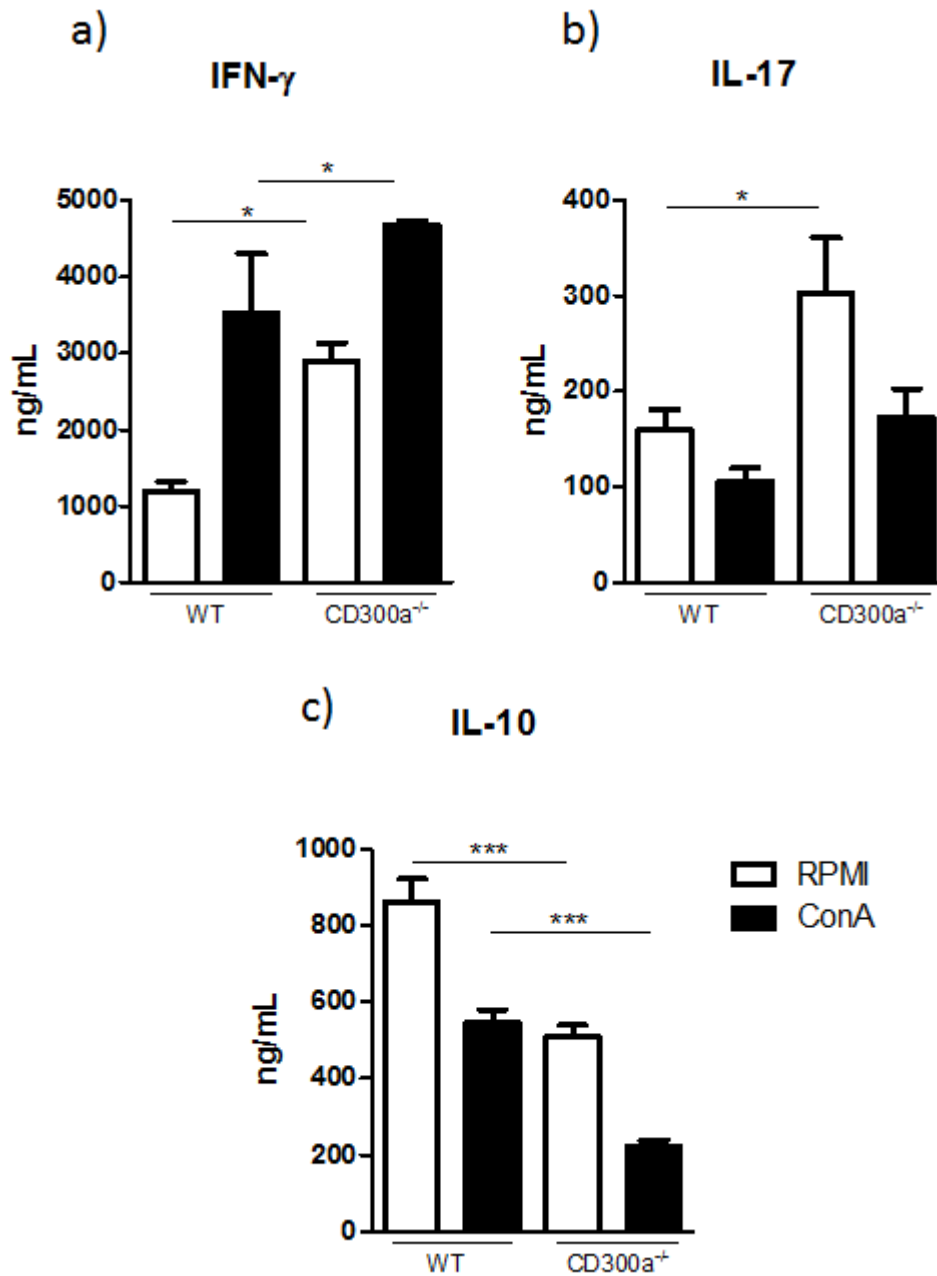 a)
IFN-γ
ng/mL
5000
4000
3000
2000
1000
0
*
*
WT
CD300a-/-
b)
IL-17
ng/mL
400
300
200
100
0
*
WT
CD300a-/-
c)
IL-10
ng/mL
1000
800
600
400
200
0
***
***
WT
CD300a-/-
RPMI
ConA